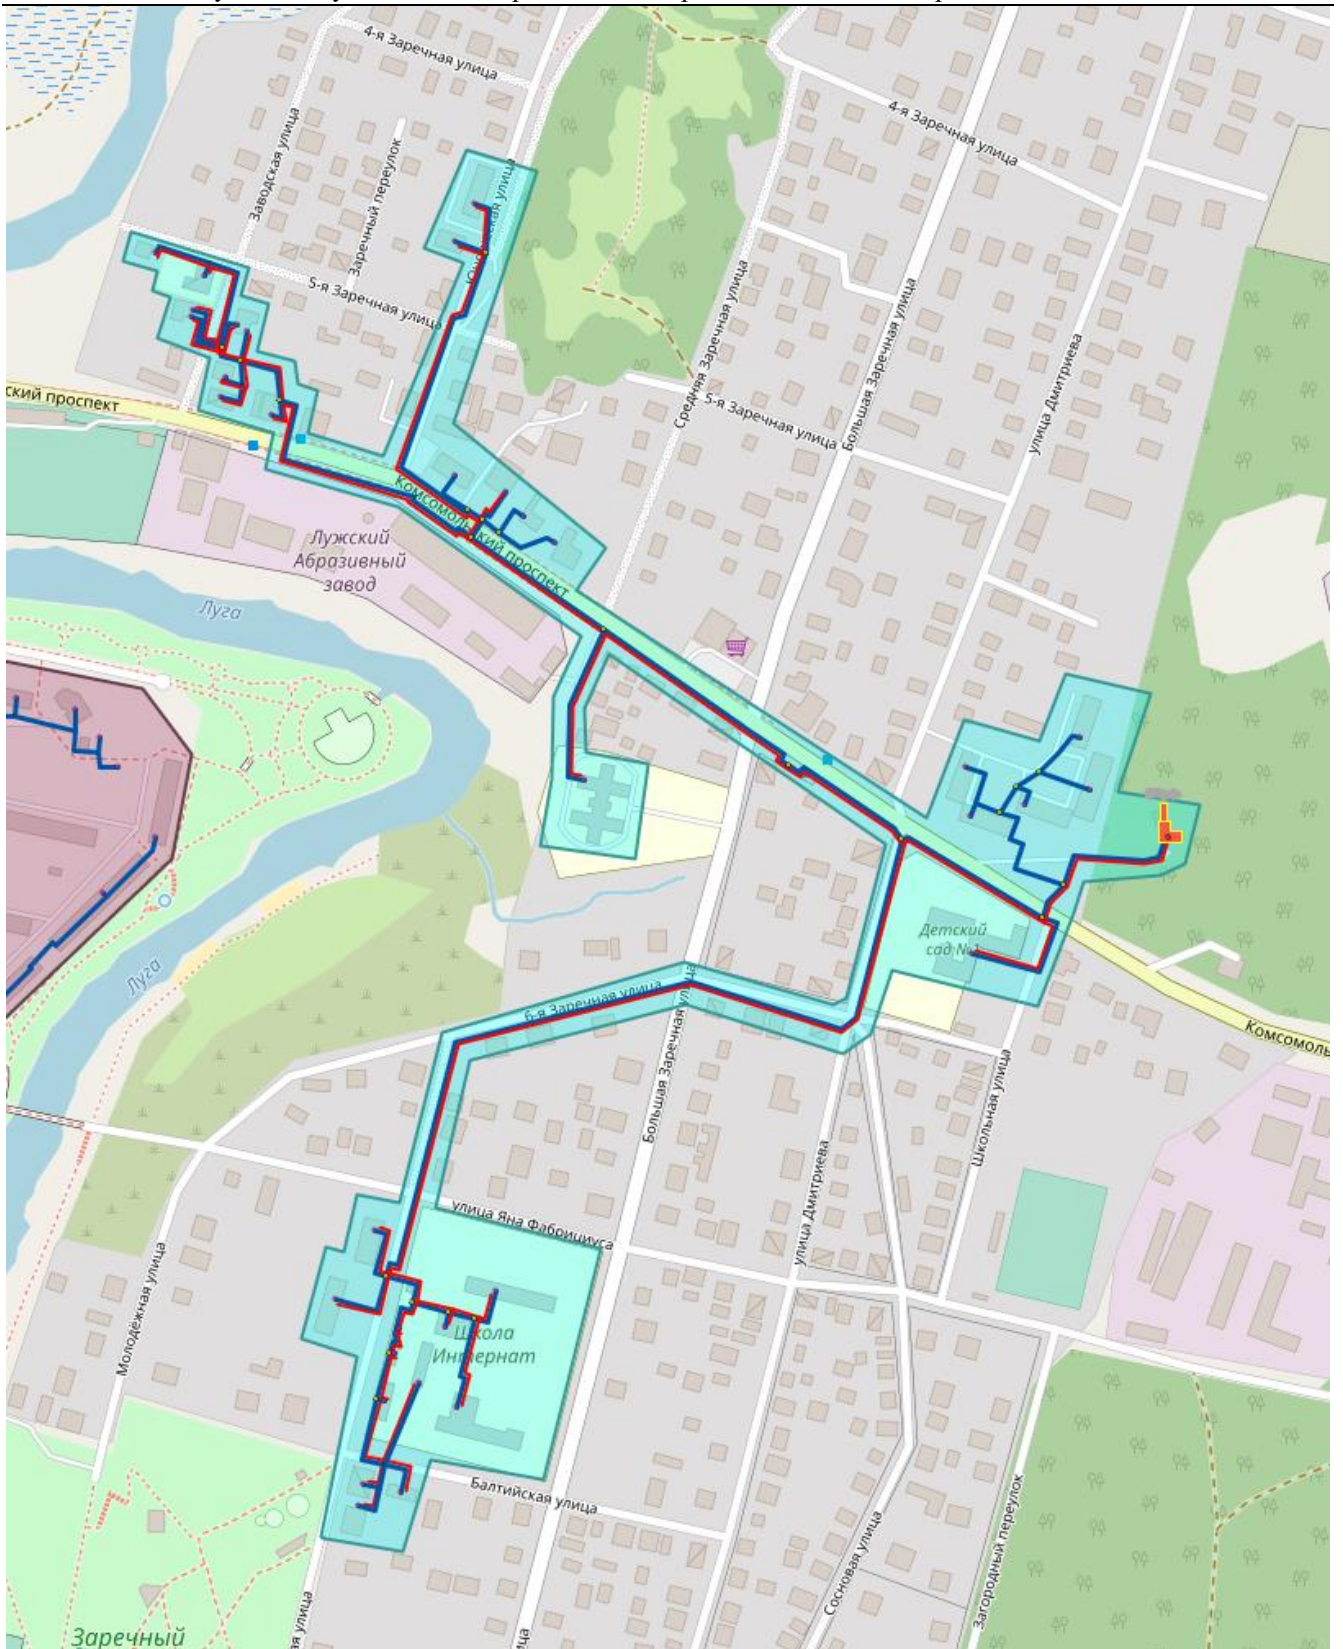 4-я Заречная улица
4-я Заречная улица
Заводская улица
Заречный переулок
5-я Заречная улица
Средняя Заречная улица
Большая Заречная улица
улица Дмитриева
5-я Заречная улица
ский проспект
Комсомольский проспект
Лужский
Абразивный
завод
Луга
Детский
сад №1
Луга
6-я Заречная улица
Комсомоль
Большая Заречная улица
Школьная улица
улица Дмитриева
улица Яна Фабрициуса
Молодёжная улица
Школа
Интернат
Балтийская улица
Сосновая улица
Загородный переулок
Заречный
ая улица
ца